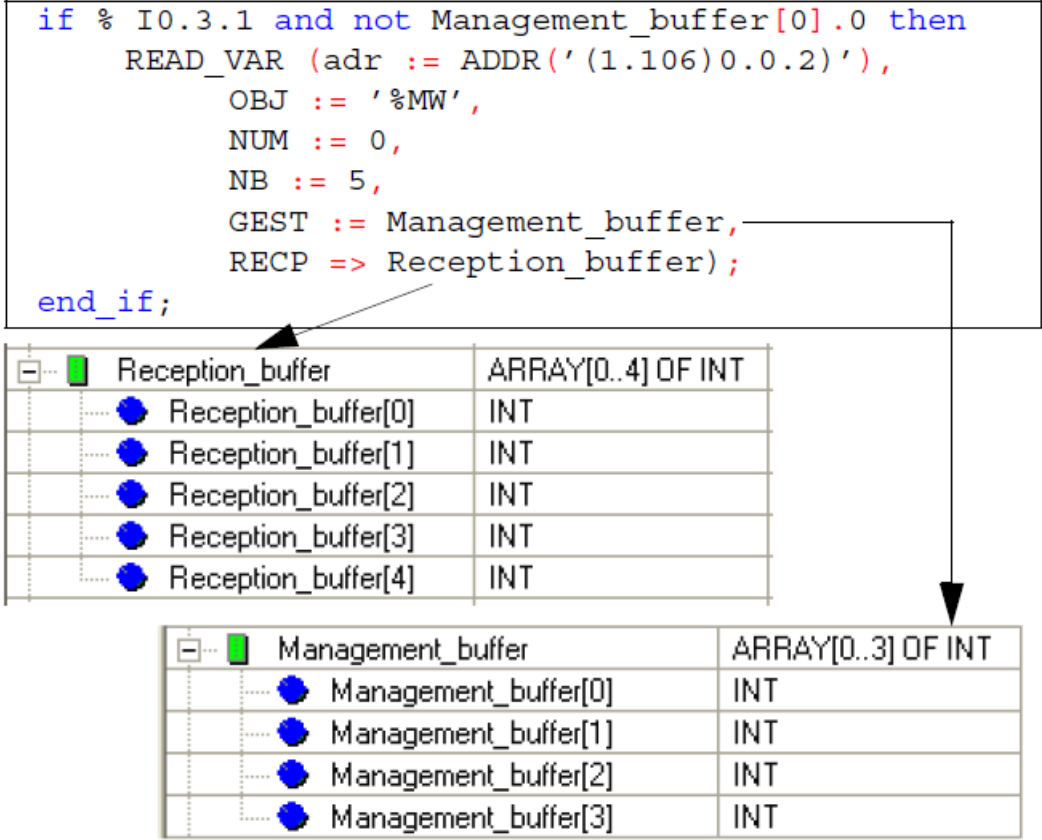 if % I0.3.1 and not Management_buffer[0].0 then
READ_VAR (adr := ADDR('(1.106)0.0.2)'),
OBJ := '%MW',
NUM := 0,
NB := 5,
GEST := Management_buffer,
RECP => Reception_buffer);
end_if;
Reception_buffer ARRAY[0..4] OF INT
Reception_buffer[0] INT
Reception_buffer[1] INT
Reception_buffer[2] INT
Reception_buffer[3] INT
Reception_buffer[4] INT
Management_buffer ARRAY[0..3] OF INT
Management_buffer[0] INT
Management_buffer[1] INT
Management_buffer[2] INT
Management_buffer[3] INT